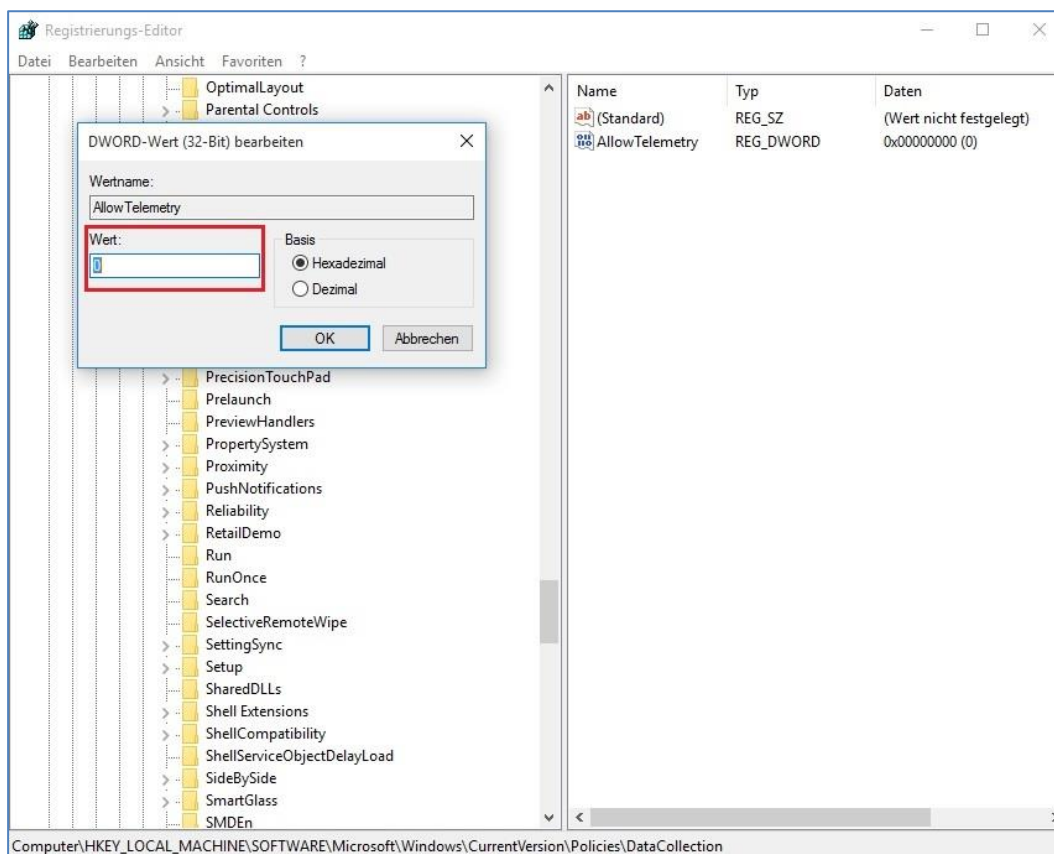 Registrierungs-Editor
Datei Bearbeiten Ansicht Favoriten ?
OptimalLayout
Parental Controls
DWORD-Wert (32-Bit) bearbeiten
Wertname:
AllowTelemetry
Wert:
0
Basis
Hexadezimal
Dezimal
OK Abbrechen
PrecisionTouchPad
Prelaunch
PreviewHandlers
PropertySystem
Proximity
PushNotifications
Reliability
RetailDemo
Run
RunOnce
Search
SelectiveRemoteWipe
SettingSync
Setup
SharedDLLs
Shell Extensions
ShellCompatibility
ShellServiceObjectDelayLoad
SideBySide
SmartGlass
SMDEn
Name Typ Daten
(Standard) REG_SZ (Wert nicht festgelegt)
AllowTelemetry REG_DWORD 0x00000000 (0)
Computer\HKEY_LOCAL_MACHINE\SOFTWARE\Microsoft\Windows\CurrentVersion\Policies\DataCollection